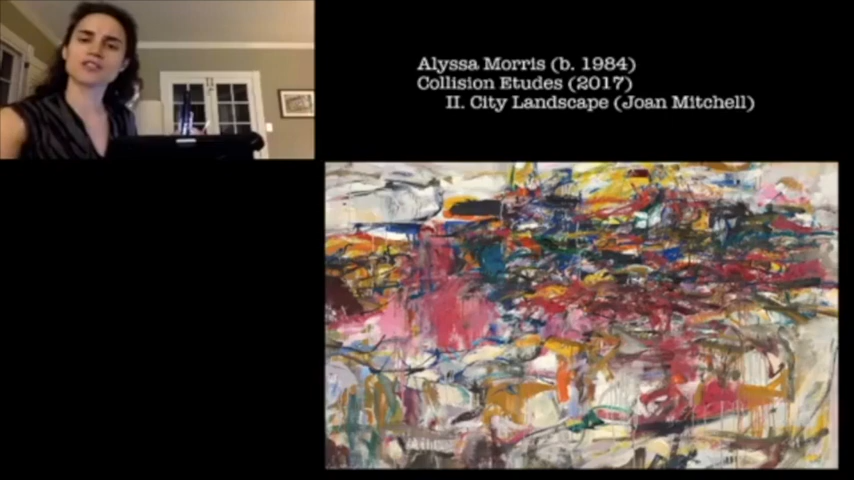 Alyssa Morris (b. 1984)
Collision Etudes (2017)
II. City Landscape (Joan Mitchell)